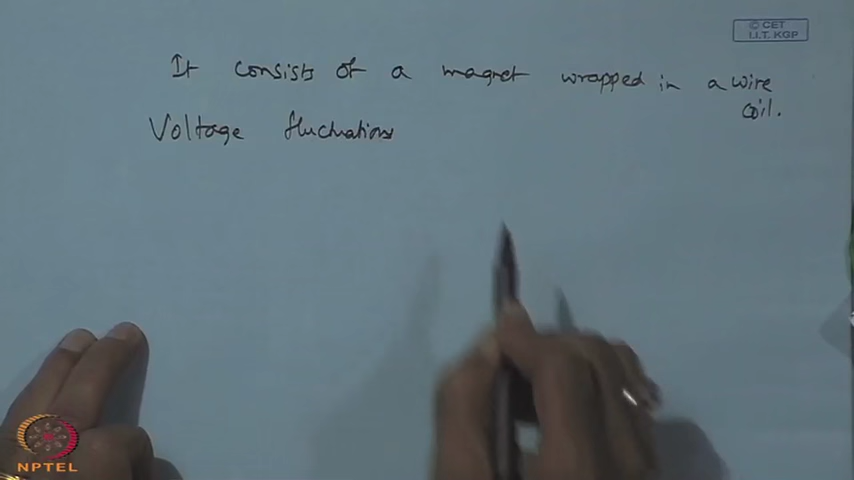 © CET
I.I.T. KGP
It consists of a magnet wrapped in a wire
coil.
Voltage fluctuations
NPTEL